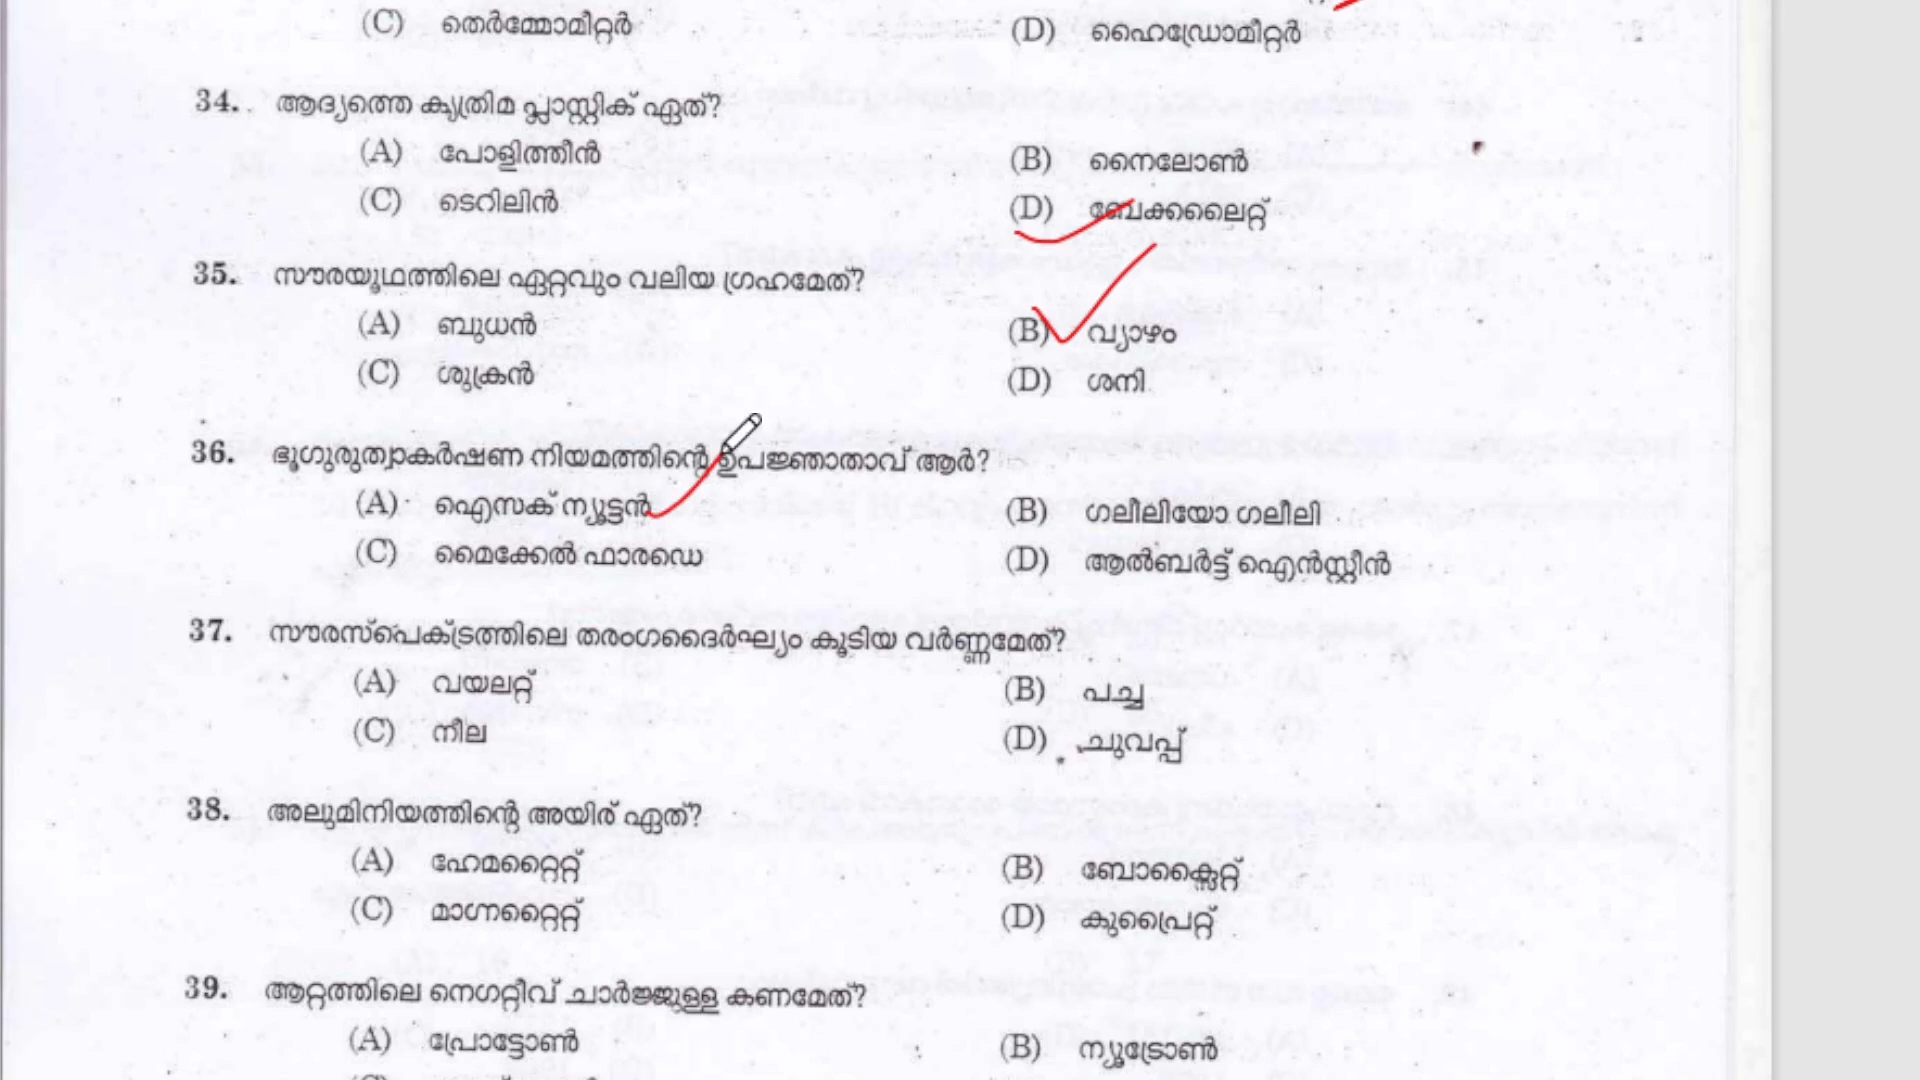 (C) തെർമ്മോമീറ്റർ (D) ഹൈഡ്രോമീറ്റർ
34. ആദ്യത്തെ കൃത്രിമ പ്ലാസ്റ്റിക് ഏത്?
(A) പോളിത്തീൻ (B) നൈലോൺ
(C) ടെറിലിൻ (D) ബേക്കലൈറ്റ്
35. സൗരയൂഥത്തിലെ ഏറ്റവും വലിയ ഗ്രഹമേത്?
(A) ബുധൻ (B) വ്യാഴം
(C) ശുക്രൻ (D) ശനി
36. ഭൂഗുരുത്വാകർഷണ നിയമത്തിന്റെ ഉപജ്ഞാതാവ് ആർ?
(A) ഐസക് ന്യൂട്ടൻ (B) ഗലീലിയോ ഗലീലി
(C) മൈക്കേൽ ഫാരഡെ (D) ആൽബർട്ട് ഐൻസ്റ്റീൻ
37. സൗരസ്പെക്ട്രത്തിലെ തരംഗദൈർഘ്യം കൂടിയ വർണ്ണമേത്?
(A) വയലറ്റ് (B) പച്ച
(C) നീല (D) ചുവപ്പ്
38. അലുമിനിയത്തിന്റെ അയിര് ഏത്?
(A) ഹേമറ്റൈറ്റ് (B) ബോക്സൈറ്റ്
(C) മാഗ്നറ്റൈറ്റ് (D) കുപ്രൈറ്റ്
39. ആറ്റത്തിലെ നെഗറ്റീവ് ചാർജ്ജുള്ള കണമേത്?
(A) പ്രോട്ടോൺ (B) ന്യൂട്രോൺ